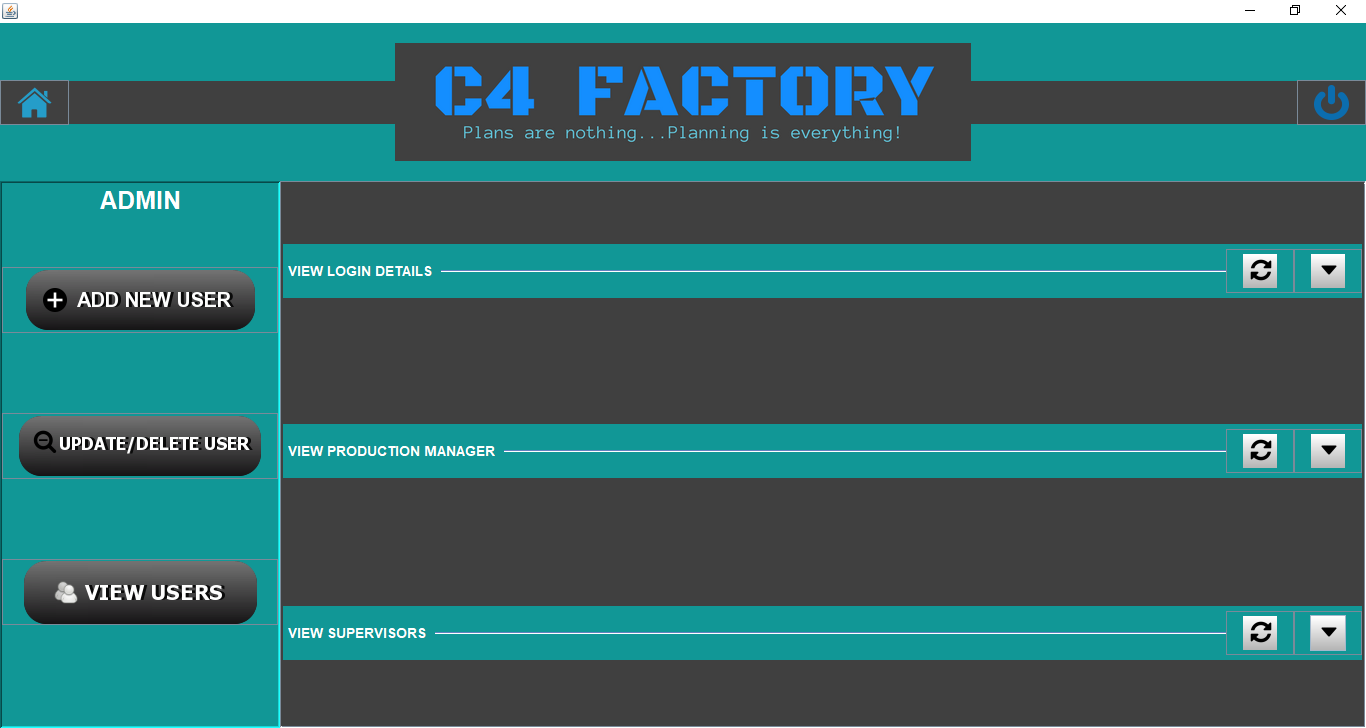 C4 FACTORY
Plans are nothing...Planning is everything!
ADMIN
ADD NEW USER
UPDATE/DELETE USER
VIEW USERS
VIEW LOGIN DETAILS
VIEW PRODUCTION MANAGER
VIEW SUPERVISORS